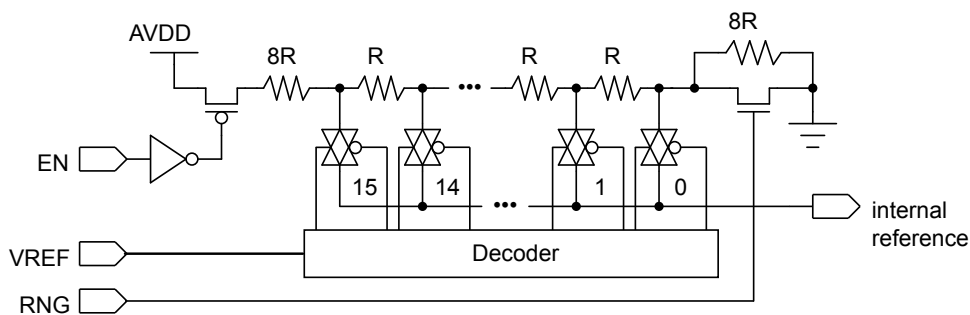 AVDD
8R
R
R
R
8R
EN
15
14
1
0
internal
reference
VREF
Decoder
RNG